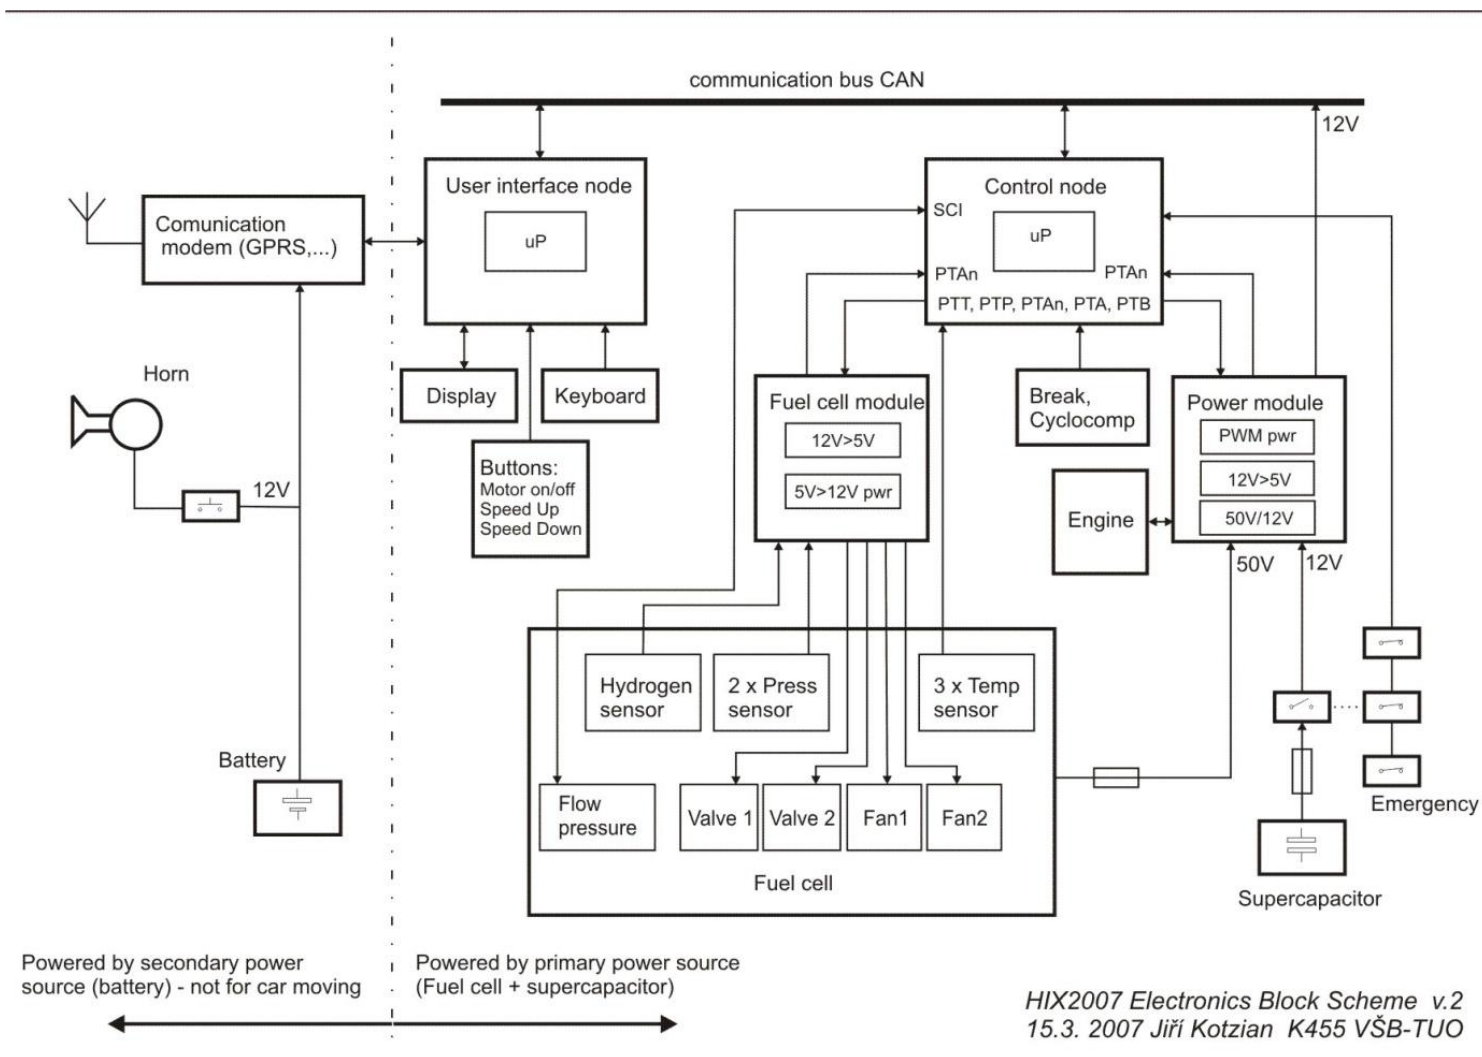 communication bus CAN
12V
User interface node
uP
Control node
SCI
uP
PTAn
PTAn
PTT, PTP, PTAn, PTA, PTB
Comunication
modem (GPRS,...)
Horn
12V
Display
Keyboard
Buttons:
Motor on/off
Speed Up
Speed Down
Fuel cell module
12V>5V
5V>12V pwr
Break,
Cyclocomp
Power module
PWM pwr
12V>5V
50V/12V
Engine
50V
12V
Hydrogen
sensor
2 x Press
sensor
3 x Temp
sensor
Battery
Flow
pressure
Valve 1
Valve 2
Fan1
Fan2
Fuel cell
Emergency
Supercapacitor
Powered by secondary power
source (battery) - not for car moving
Powered by primary power source
(Fuel cell + supercapacitor)
HIX2007 Electronics Block Scheme v.2
15.3. 2007 Jiří Kotzian K455 VŠB-TUO